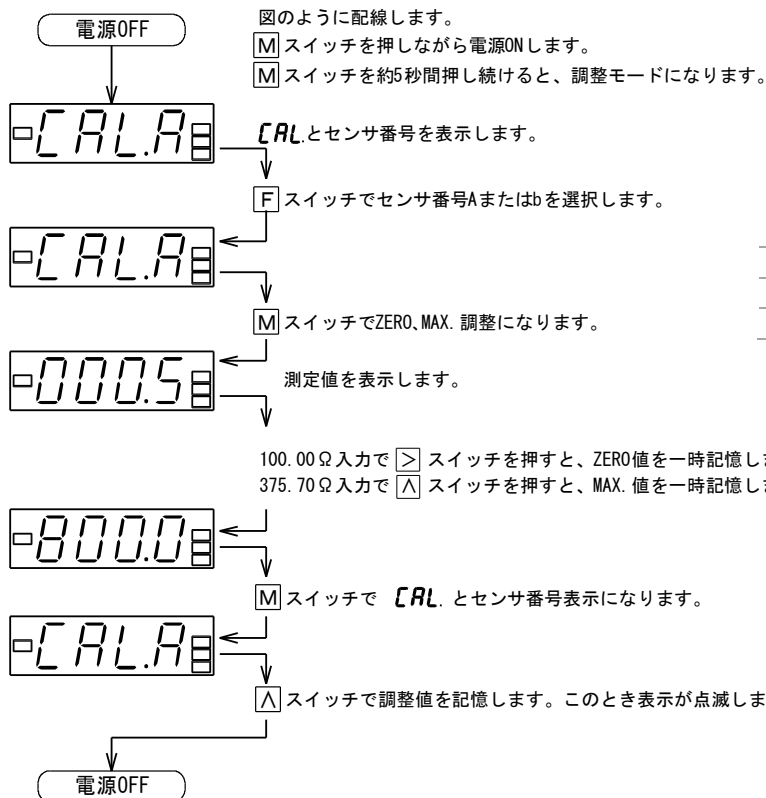 電源OFF
図のように配線します。
M スイッチを押しながら電源ONします。
M スイッチを約5秒間押し続けると、調整モードになります。
CAL.A
CAL.とセンサ番号を表示します。
F スイッチでセンサ番号Aまたはbを選択します。
CAL.A
M スイッチでZERO、MAX. 調整になります。
000.5
測定値を表示します。
100.00Ω入力で > スイッチを押すと、ZERO値を一時記憶し
375.70Ω入力で ∧ スイッチを押すと、MAX. 値を一時記憶し
800.0
M スイッチで CAL. とセンサ番号表示になります。
CAL.A
∧ スイッチで調整値を記憶します。このとき表示が点滅しま
電源OFF